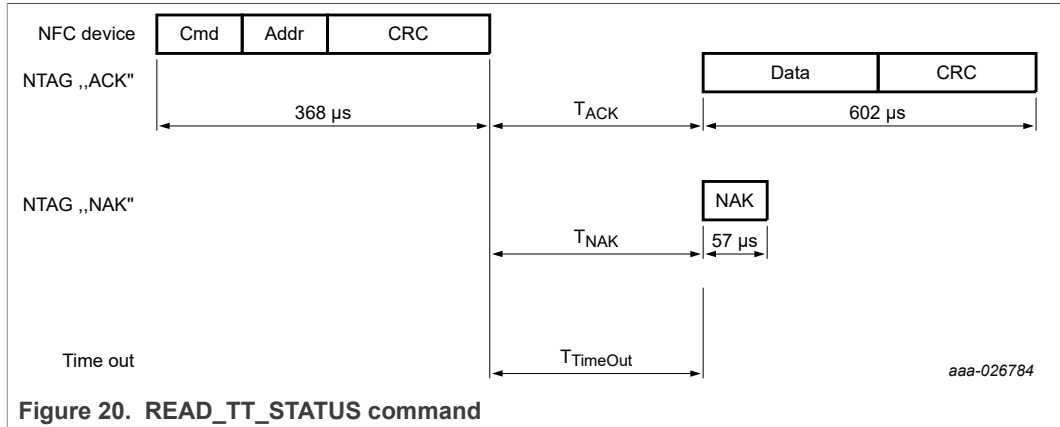 NFC device Cmd Addr CRC
NTAG ,,ACK" Data CRC
368 µs TACK 602 µs
NTAG ,,NAK" NAK
TNAK 57 µs
Time out TTimeOut aaa-026784
Figure 20. READ_TT_STATUS command